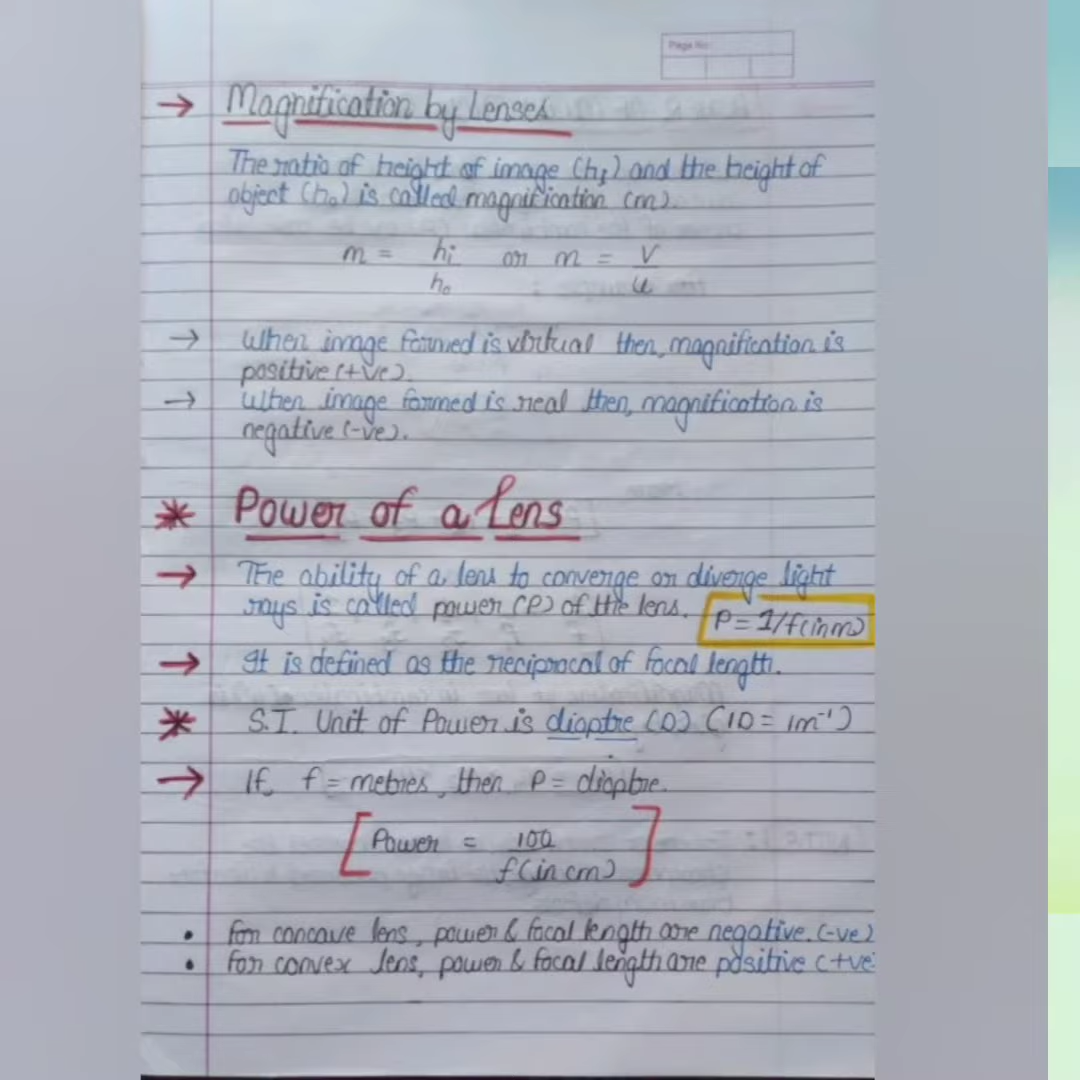 Page No:
→ Magnification by Lenses
The ratio of height of image (hi) and the height of
object (ho) is called magnification (m).
m = hi/ho or m = v/u
→ When image formed is virtual then, magnification is
positive (+ve).
→ When image formed is real then, magnification is
negative (-ve).
* Power of a Lens
→ The ability of a lens to converge or diverge light
rays is called power (P) of the lens. P = 1/f(in m)
→ It is defined as the reciprocal of focal length.
* S.I. Unit of Power is dioptre (D) (1D = 1m⁻¹)
→ If, f = metres, then P = dioptre.
[Power = 100/f(in cm)]
• for concave lens, power & focal length are negative. (-ve)
• for convex lens, power & focal length are positive (+ve